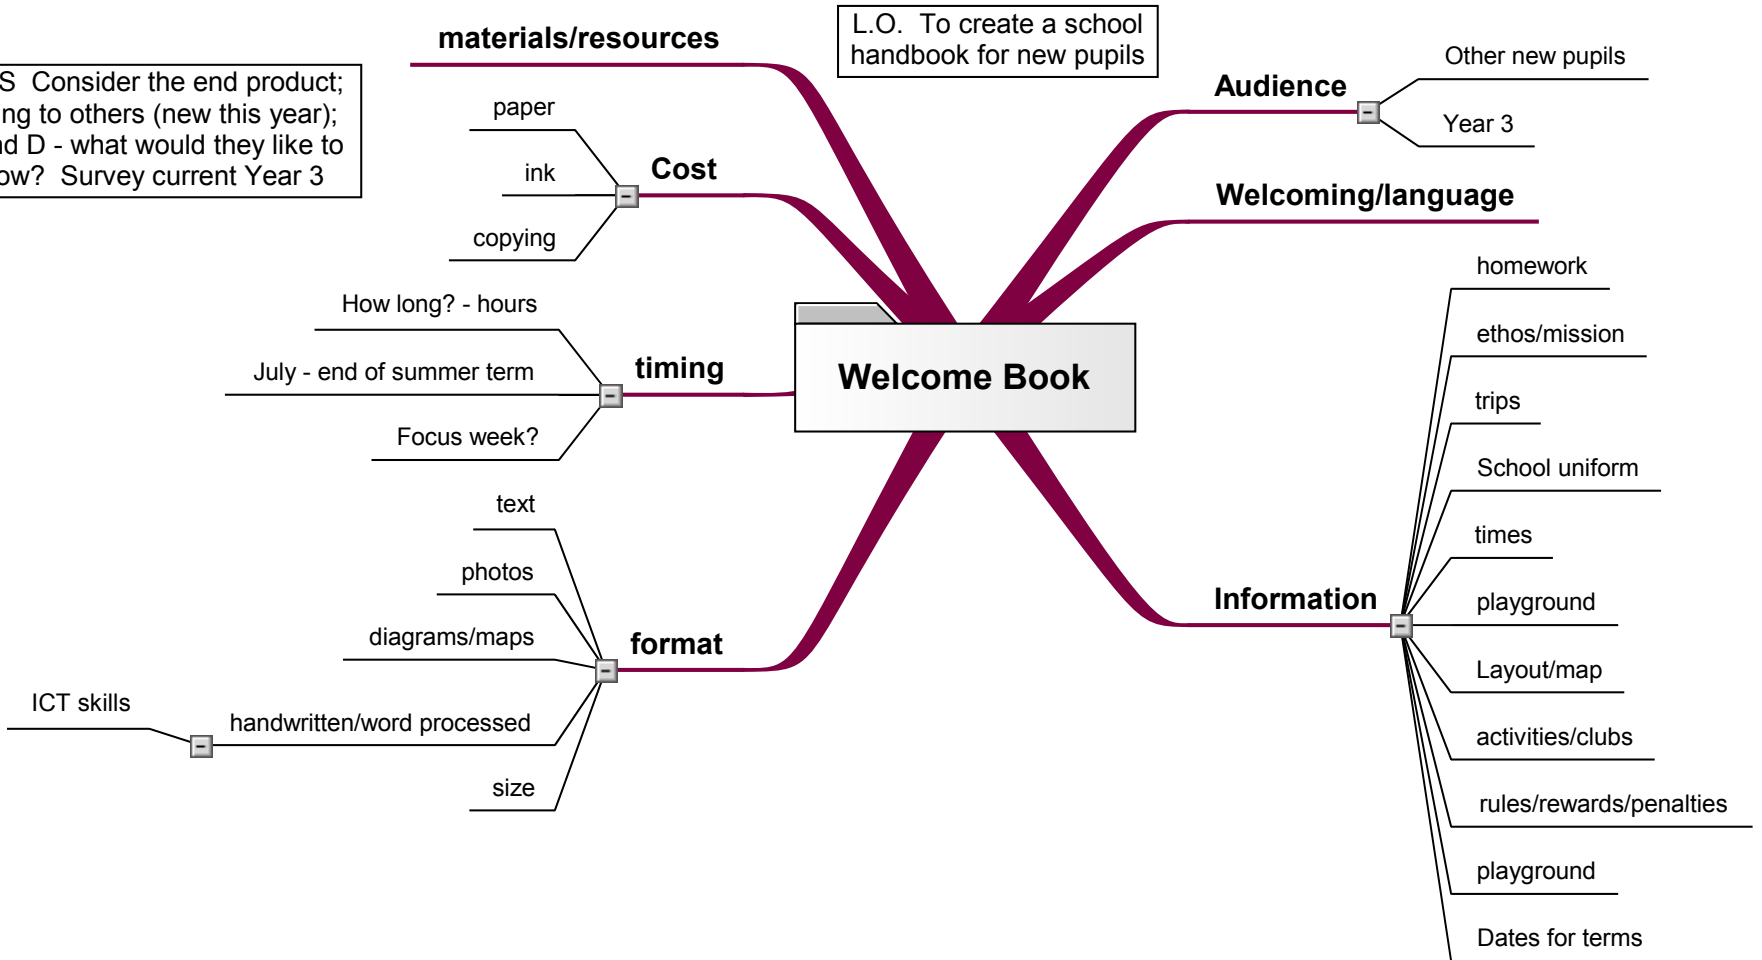 L.O. To create a school
handbook for new pupils
S Consider the end product;
ng to others (new this year);
nd D - what would they like to
ow? Survey current Year 3
materials/resources
Cost
paper
ink
copying
timing
How long? - hours
July - end of summer term
Focus week?
format
text
photos
diagrams/maps
handwritten/word processed
ICT skills
size
Welcome Book
Audience
Other new pupils
Year 3
Welcoming/language
Information
homework
ethos/mission
trips
School uniform
times
playground
Layout/map
activities/clubs
rules/rewards/penalties
playground
Dates for terms